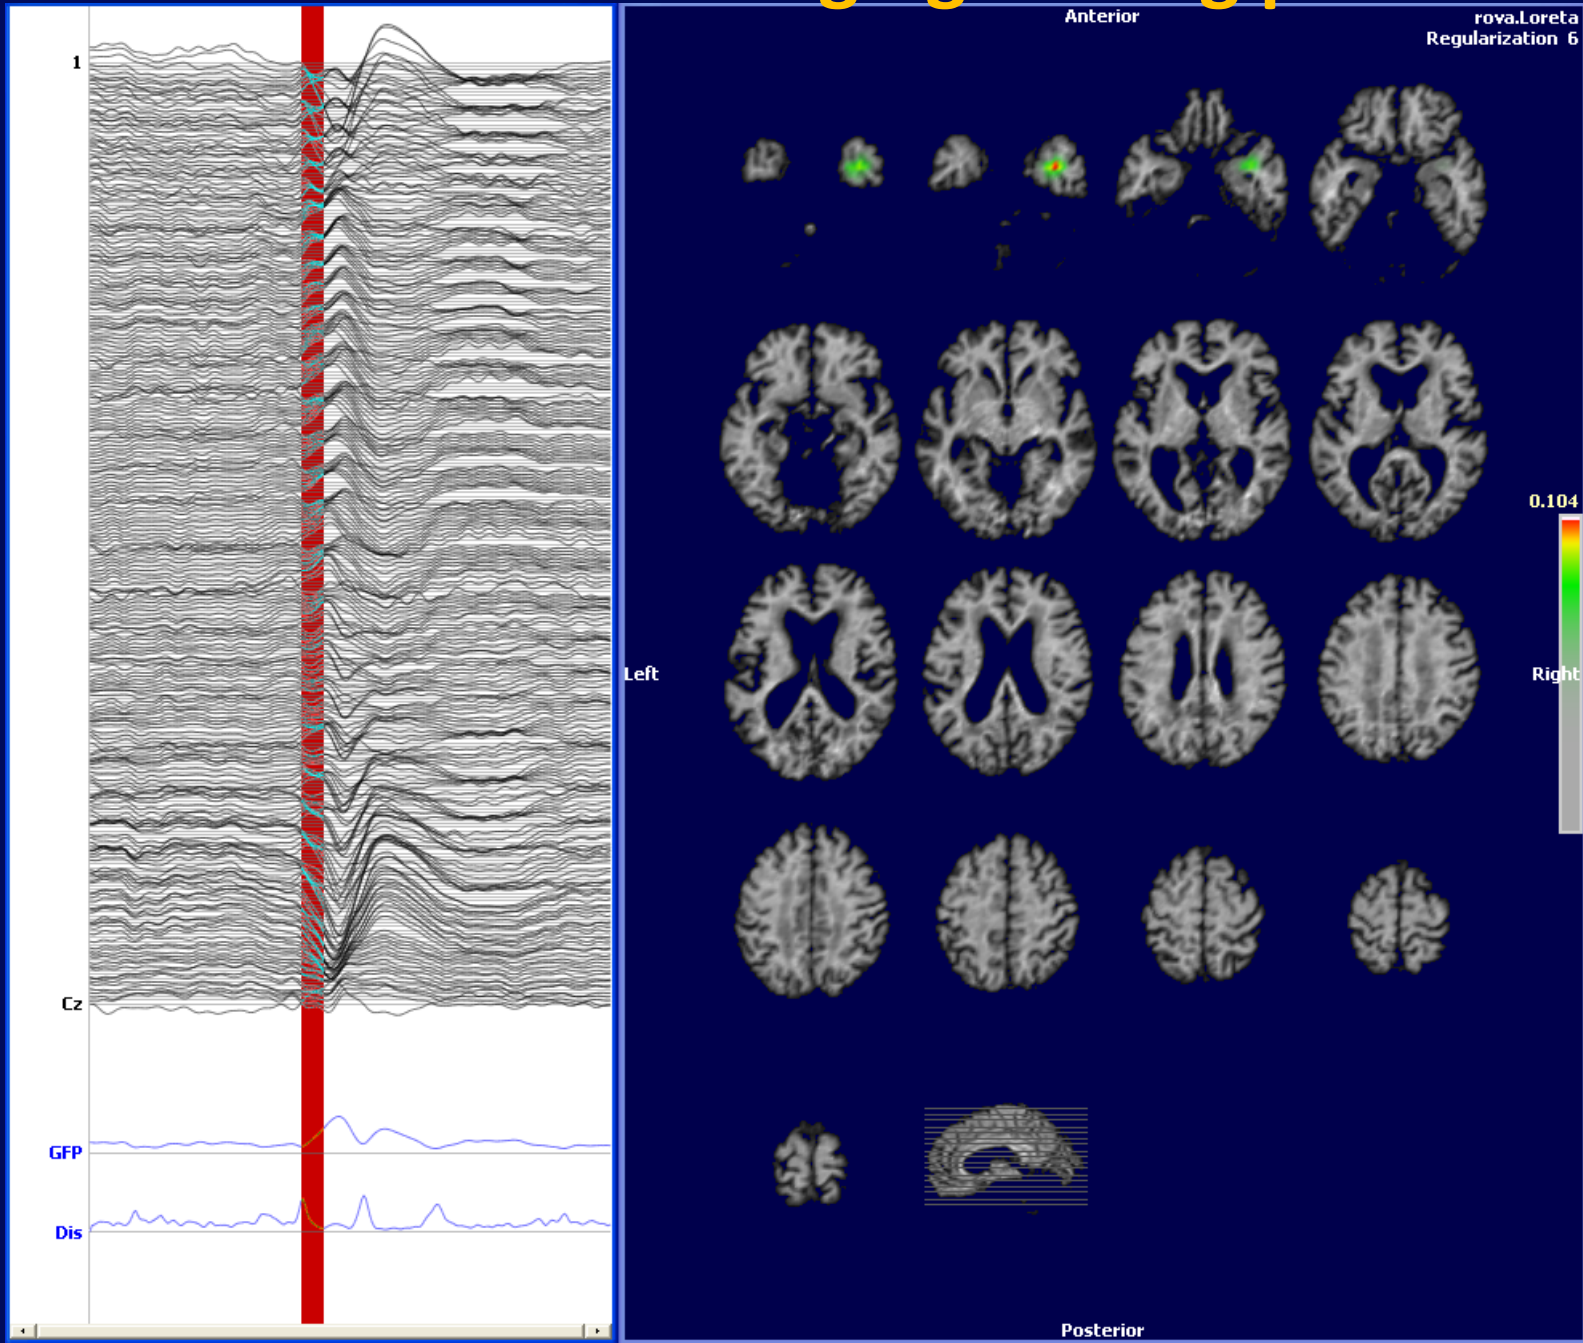 Anterior
rova.Loreta
Regularization 6
1
0.104
Left
Right
Cz
GFP
Dis
Posterior